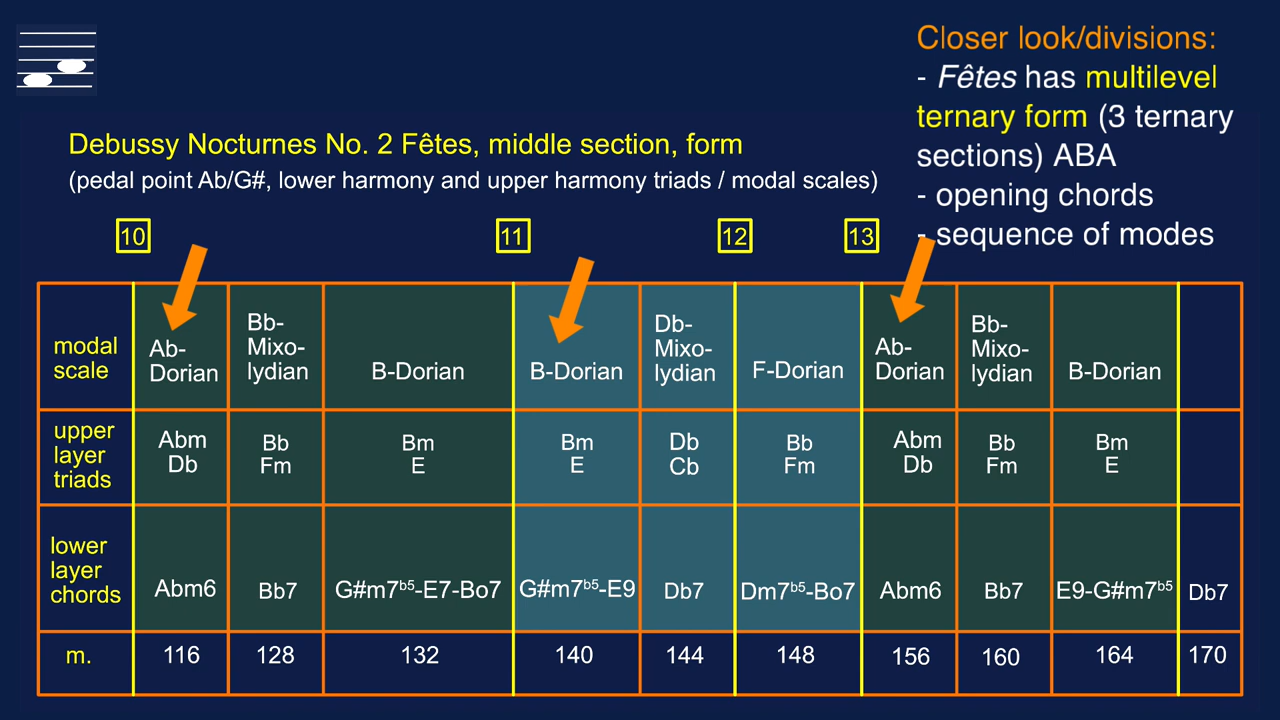 Closer look/divisions:
- Fêtes has multilevel
ternary form (3 ternary
sections) ABA
- opening chords
- sequence of modes
Debussy Nocturnes No. 2 Fêtes, middle section, form
(pedal point Ab/G#, lower harmony and upper harmony triads / modal scales)
10 11 12 13
modal
scale
Ab-
Dorian
Bb-
Mixo-
lydian
B-Dorian
B-Dorian
Db-
Mixo-
lydian
F-Dorian
Ab-
Dorian
Bb-
Mixo-
lydian
B-Dorian
upper
layer
triads
Abm
Db
Bb
Fm
Bm
E
Bm
E
Db
Cb
Bb
Fm
Abm
Db
Bb
Fm
Bm
E
lower
layer
chords
Abm6
Bb7
G#m7b5-E7-Bo7
G#m7b5-E9
Db7
Dm7b5-Bo7
Abm6
Bb7
E9-G#m7b5
Db7
m. 116 128 132 140 144 148 156 160 164 170